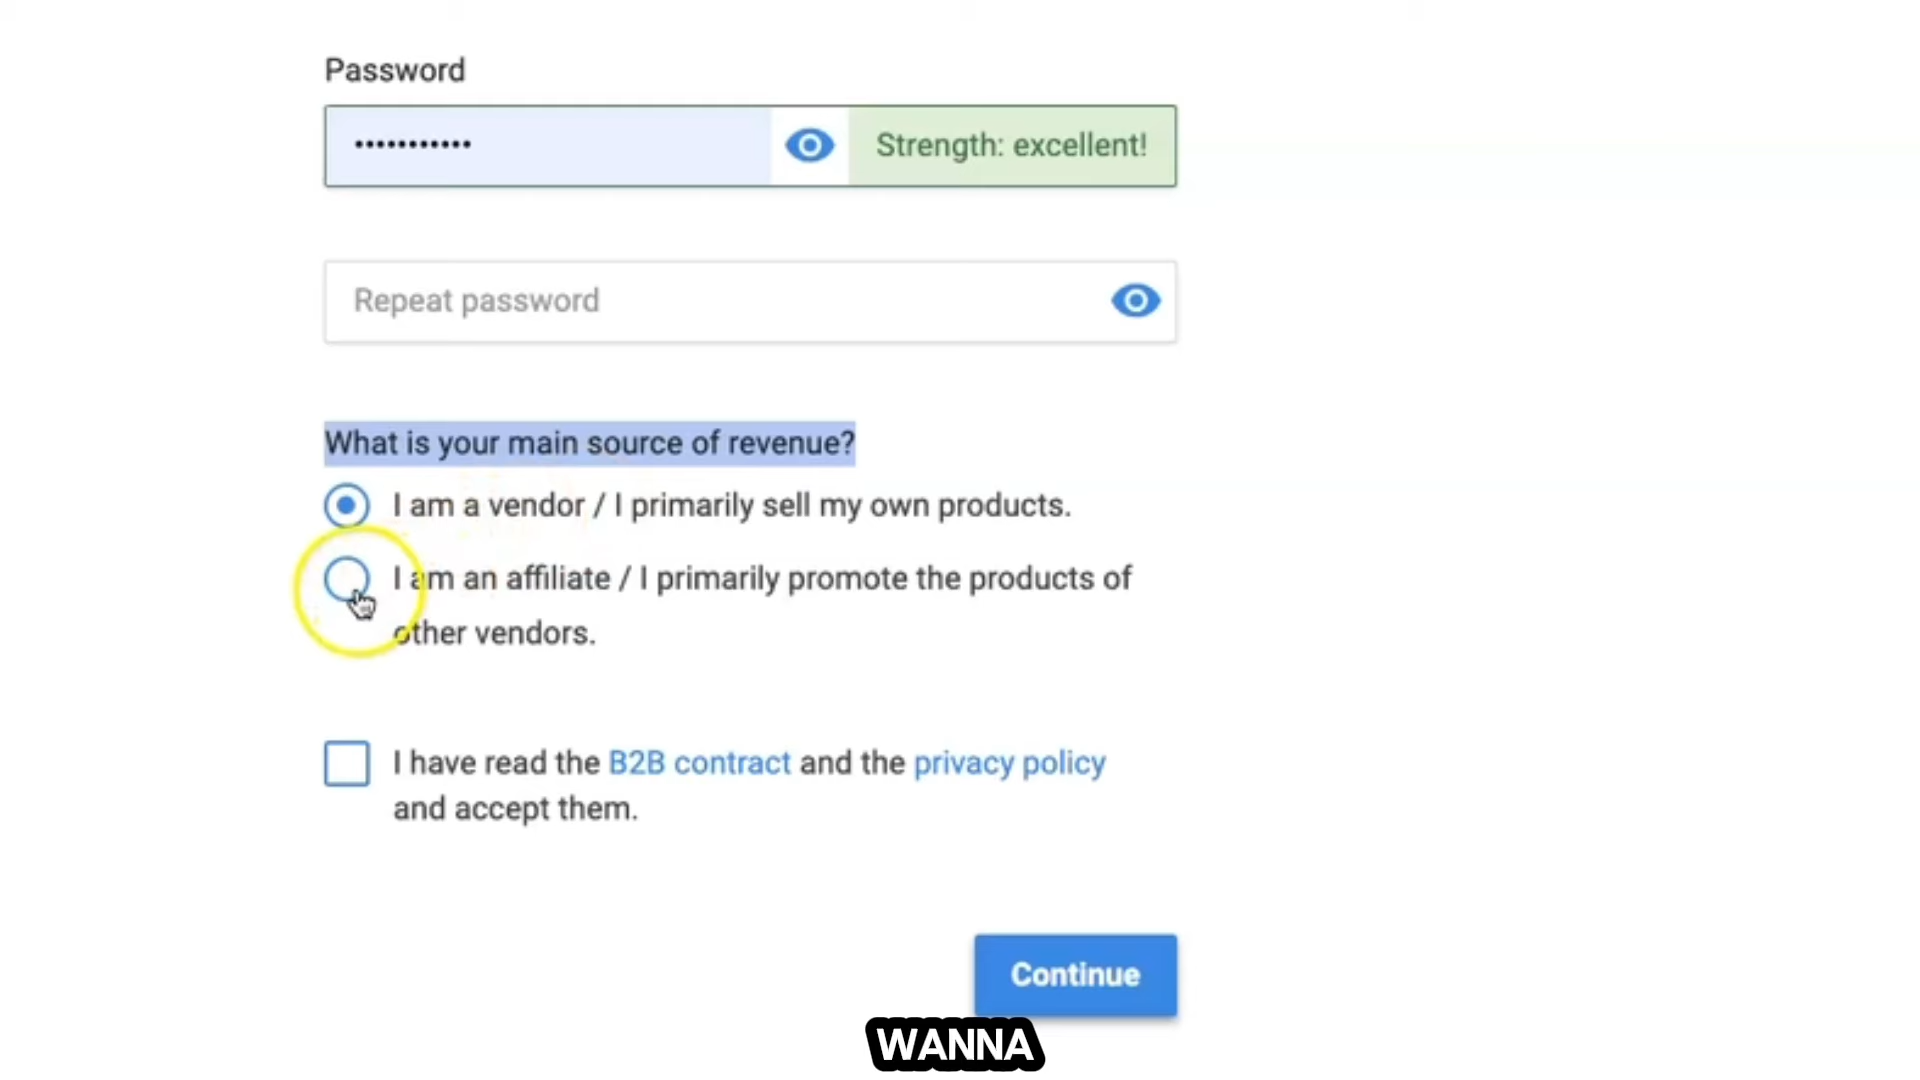 Password
••••••••••• Strength: excellent!
Repeat password
What is your main source of revenue?
I am a vendor / I primarily sell my own products.
I am an affiliate / I primarily promote the products of
other vendors.
I have read the B2B contract and the privacy policy
and accept them.
Continue
WANNA